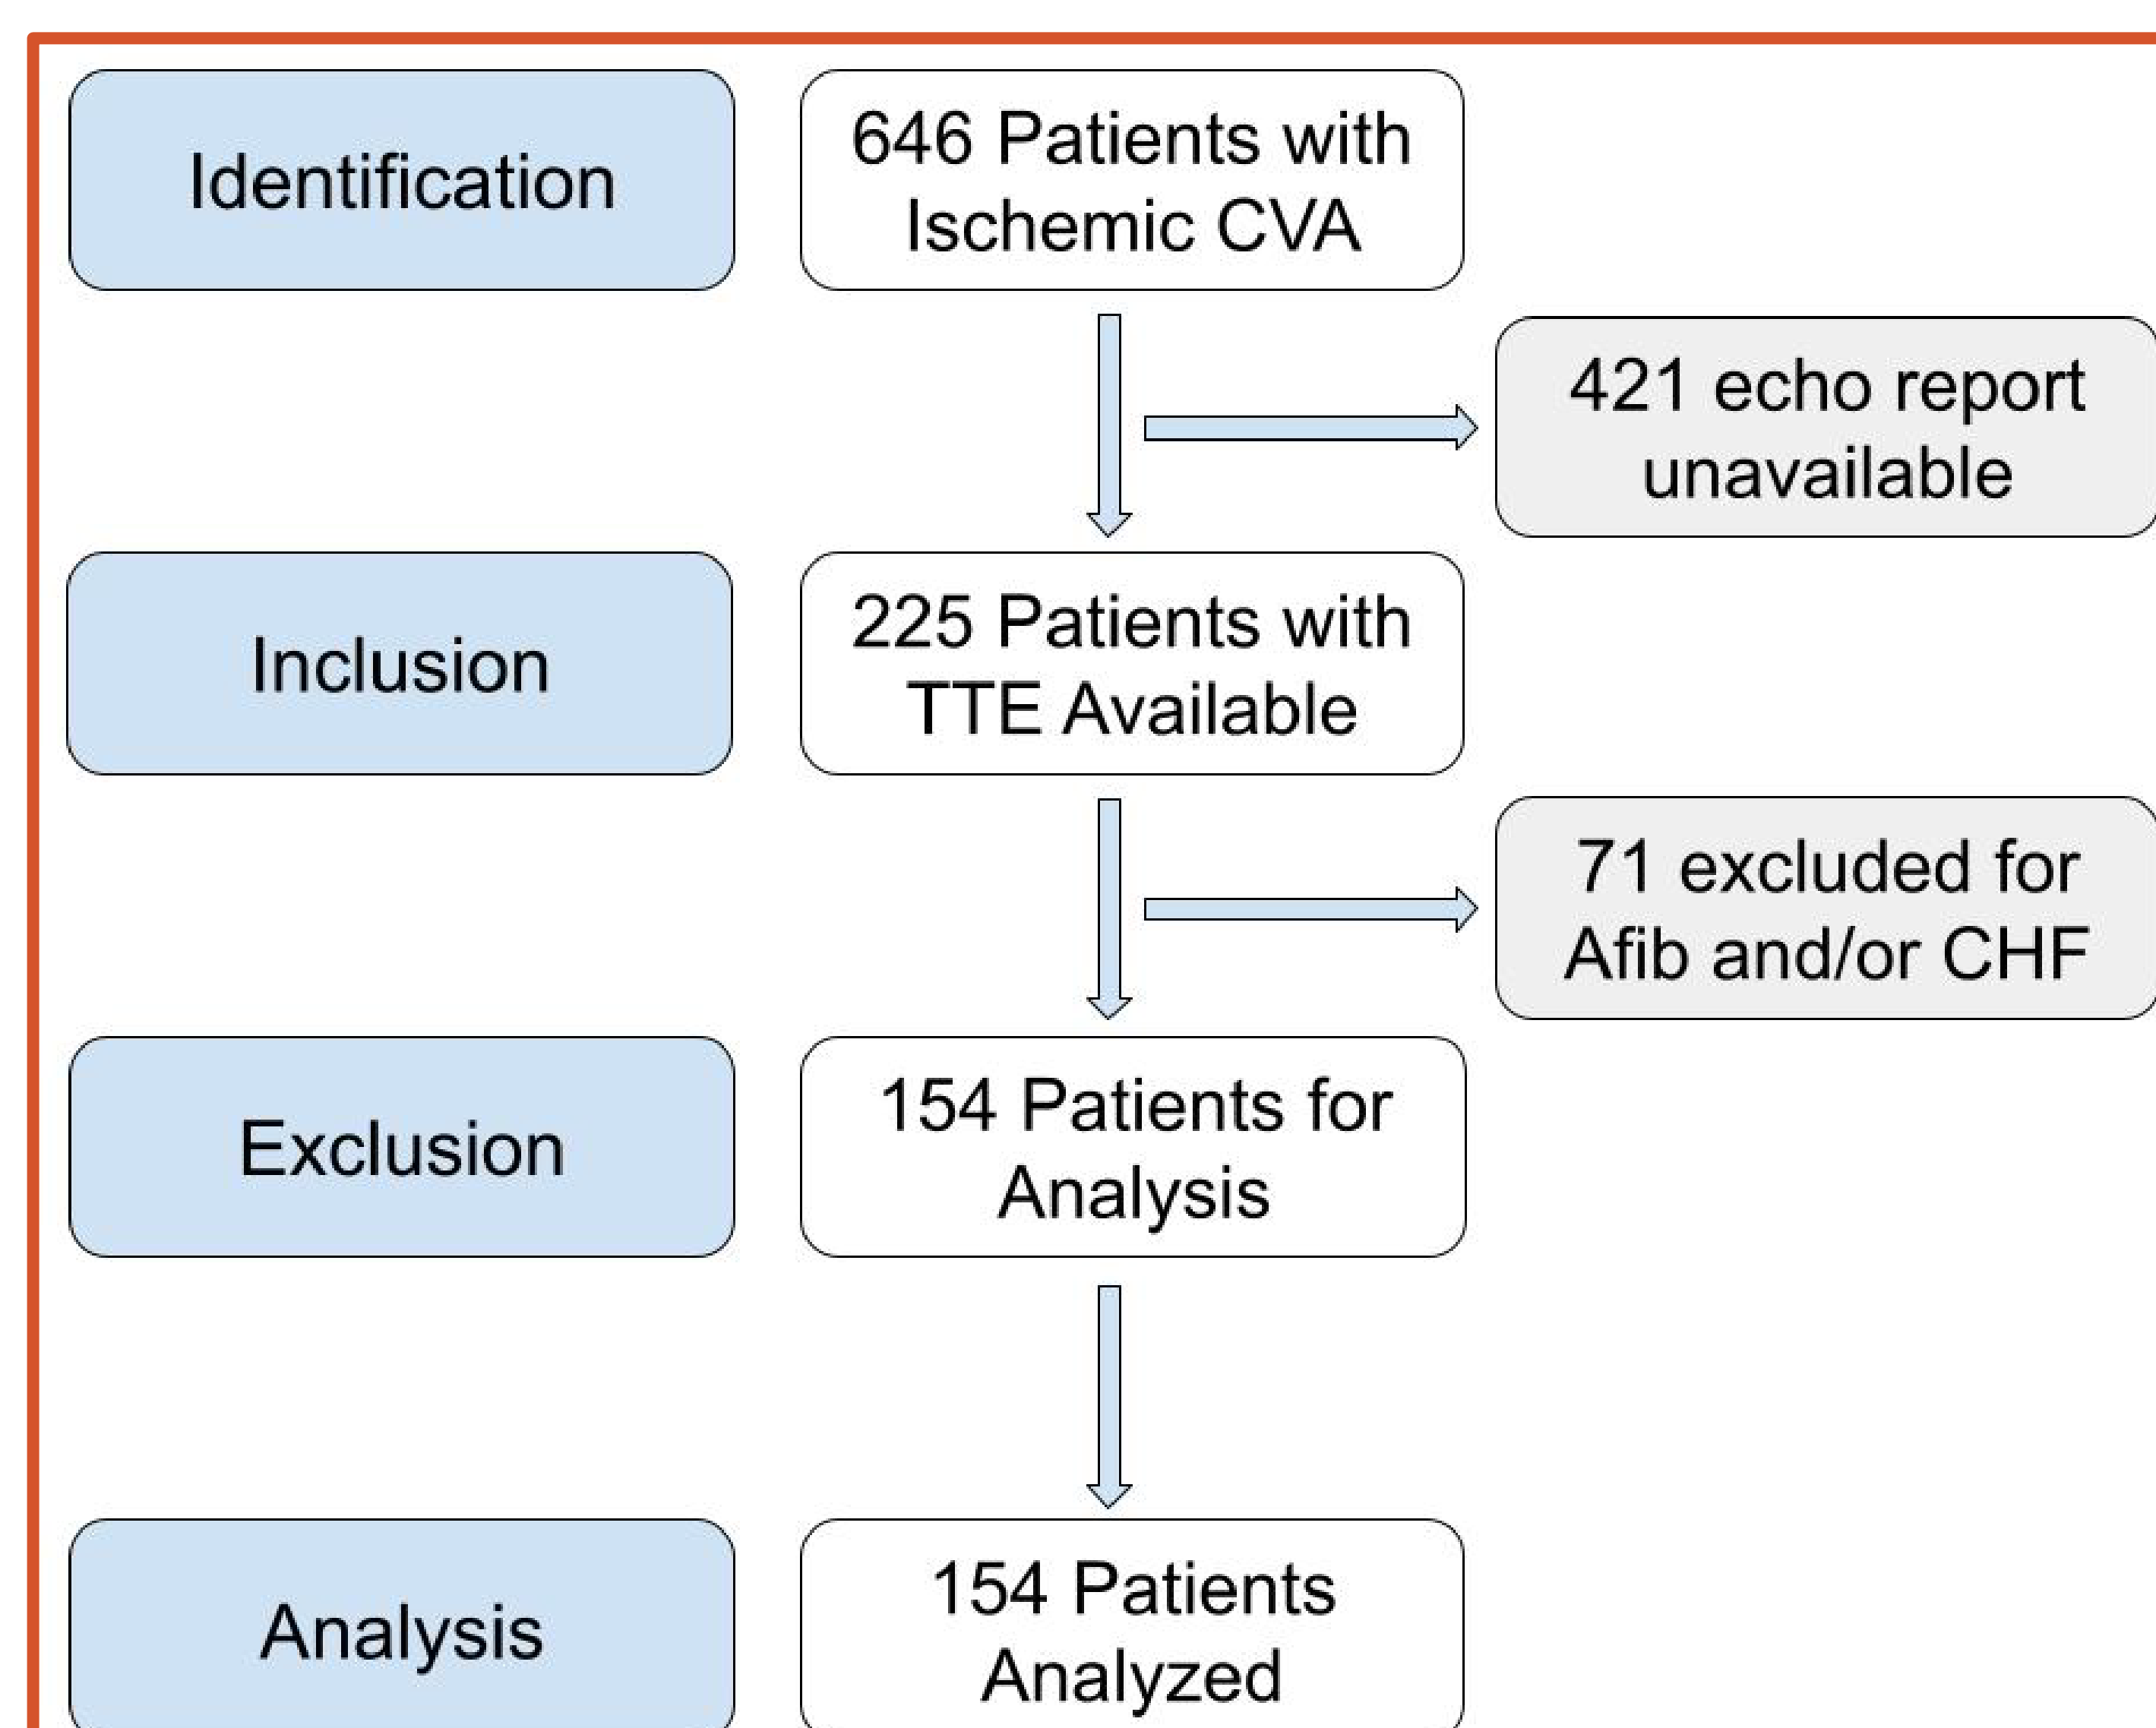 Identification
646 Patients with
Ischemic CVA
421 echo report
unavailable
Inclusion
225 Patients with
TTE Available
71 excluded for
Afib and/or CHF
Exclusion
154 Patients for
Analysis
Analysis
154 Patients
Analyzed